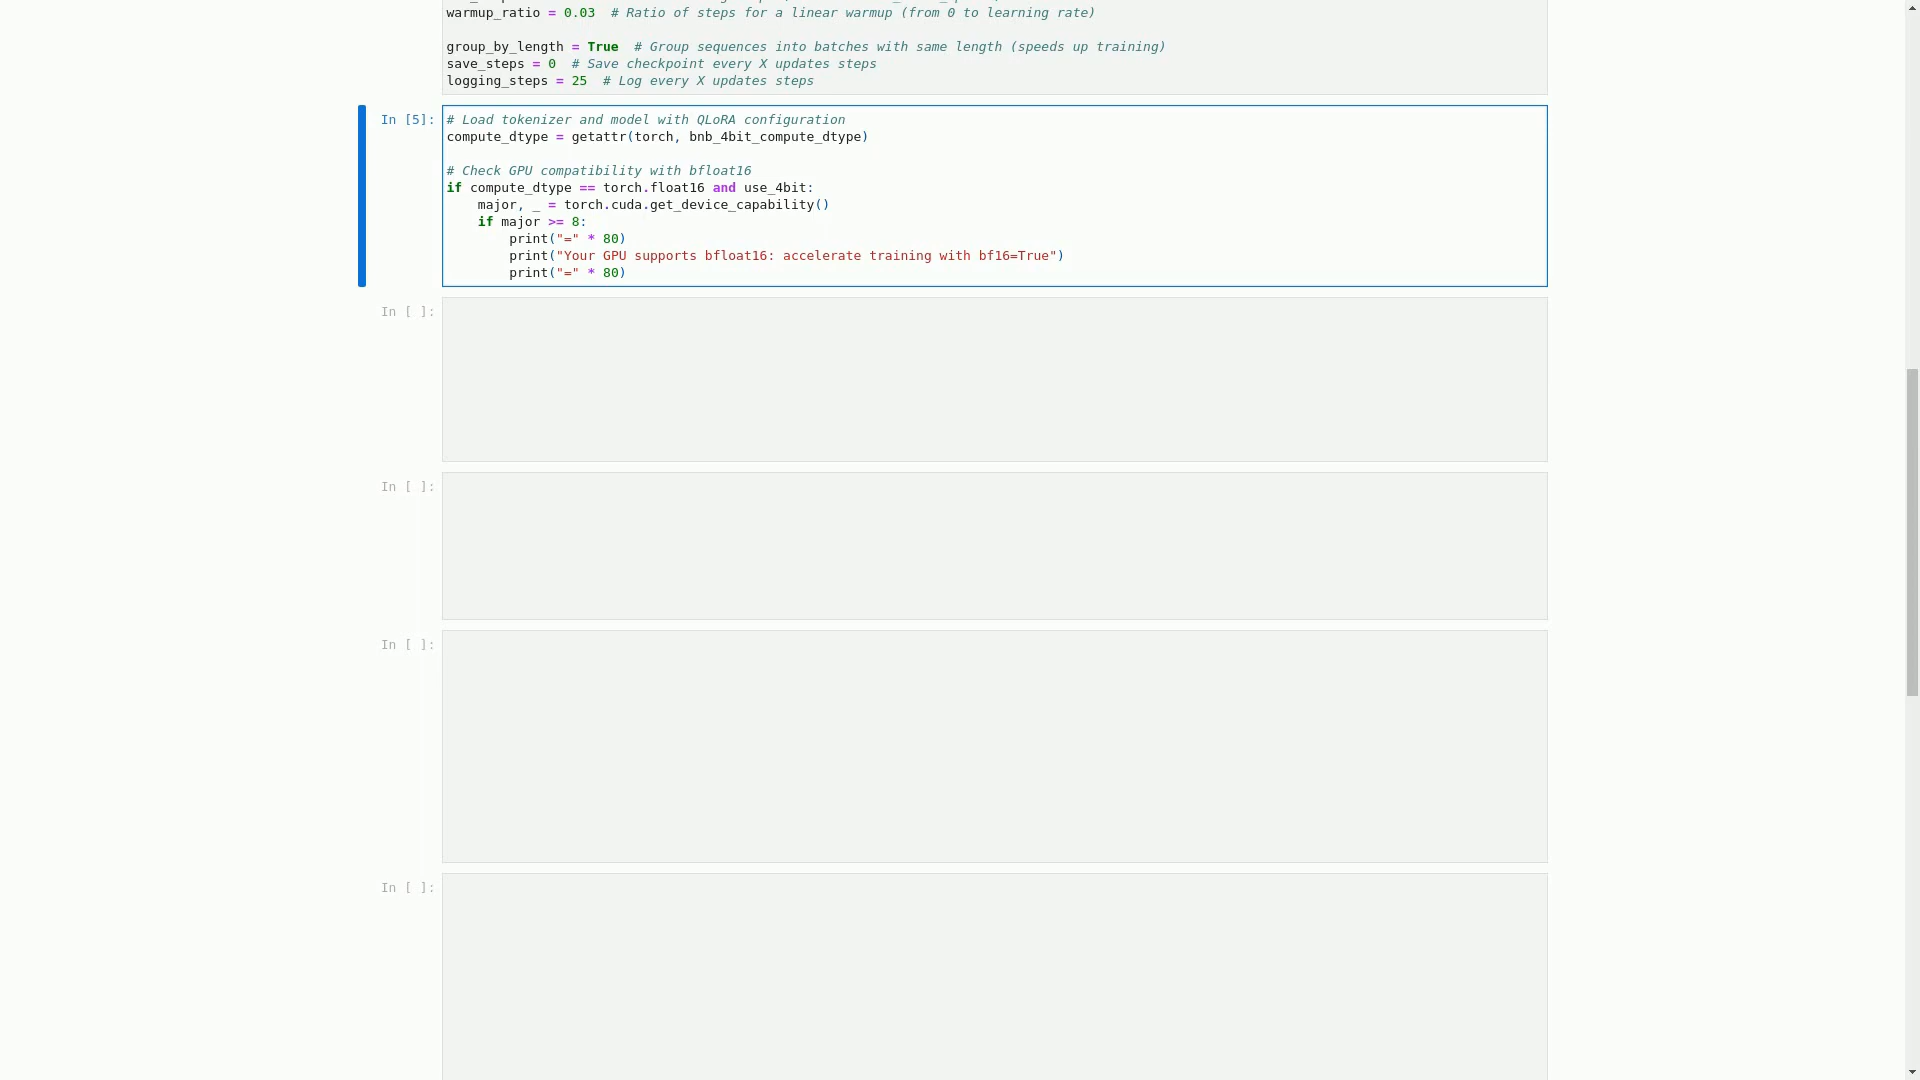 warmup_ratio = 0.03  # Ratio of steps for a linear warmup (from 0 to learning rate)
group_by_length = True  # Group sequences into batches with same length (speeds up training)
save_steps = 0  # Save checkpoint every X updates steps
logging_steps = 25  # Log every X updates steps
In [5]:
# Load tokenizer and model with QLoRA configuration
compute_dtype = getattr(torch, bnb_4bit_compute_dtype)
# Check GPU compatibility with bfloat16
if compute_dtype == torch.float16 and use_4bit:
    major, _ = torch.cuda.get_device_capability()
    if major >= 8:
        print("=" * 80)
        print("Your GPU supports bfloat16: accelerate training with bf16=True")
        print("=" * 80)
In [ ]:
In [ ]:
In [ ]:
In [ ]: